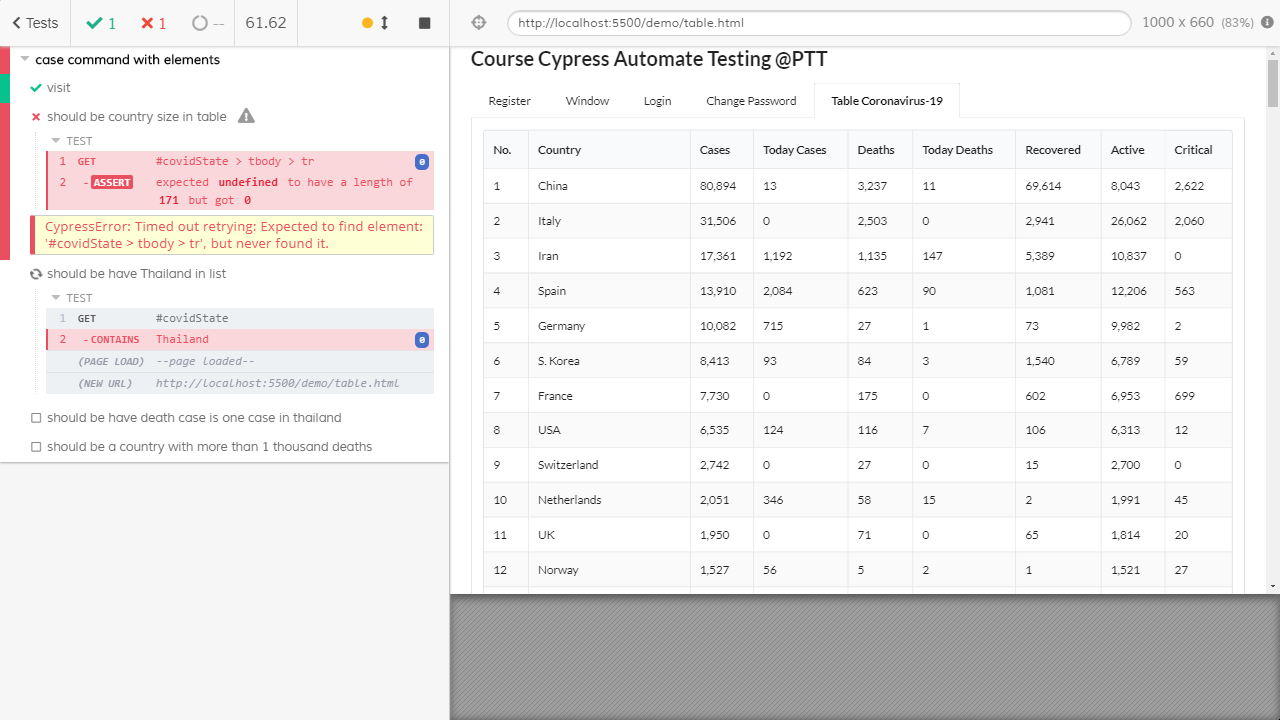 Tests 1 1 -- 61.62 http://localhost:5500/demo/table.html 1000 x 660 (83%)
case command with elements
visit
should be country size in table
TEST
1 GET #covidState > tbody > tr 0
2 -ASSERT expected undefined to have a length of
171 but got 0
CypressError: Timed out retrying: Expected to find element:
'#covidState > tbody > tr', but never found it.
should be have Thailand in list
TEST
1 GET #covidState
2 -CONTAINS Thailand 0
(PAGE LOAD) --page loaded--
(NEW URL) http://localhost:5500/demo/table.html
should be have death case is one case in thailand
should be a country with more than 1 thousand deaths
Course Cypress Automate Testing @PTT
Register Window Login Change Password Table Coronavirus-19
No. Country Cases Today Cases Deaths Today Deaths Recovered Active Critical
1 China 80,894 13 3,237 11 69,614 8,043 2,622
2 Italy 31,506 0 2,503 0 2,941 26,062 2,060
3 Iran 17,361 1,192 1,135 147 5,389 10,837 0
4 Spain 13,910 2,084 623 90 1,081 12,206 563
5 Germany 10,082 715 27 1 73 9,982 2
6 S. Korea 8,413 93 84 3 1,540 6,789 59
7 France 7,730 0 175 0 602 6,953 699
8 USA 6,535 124 116 7 106 6,313 12
9 Switzerland 2,742 0 27 0 15 2,700 0
10 Netherlands 2,051 346 58 15 2 1,991 45
11 UK 1,950 0 71 0 65 1,814 20
12 Norway 1,527 56 5 2 1 1,521 27